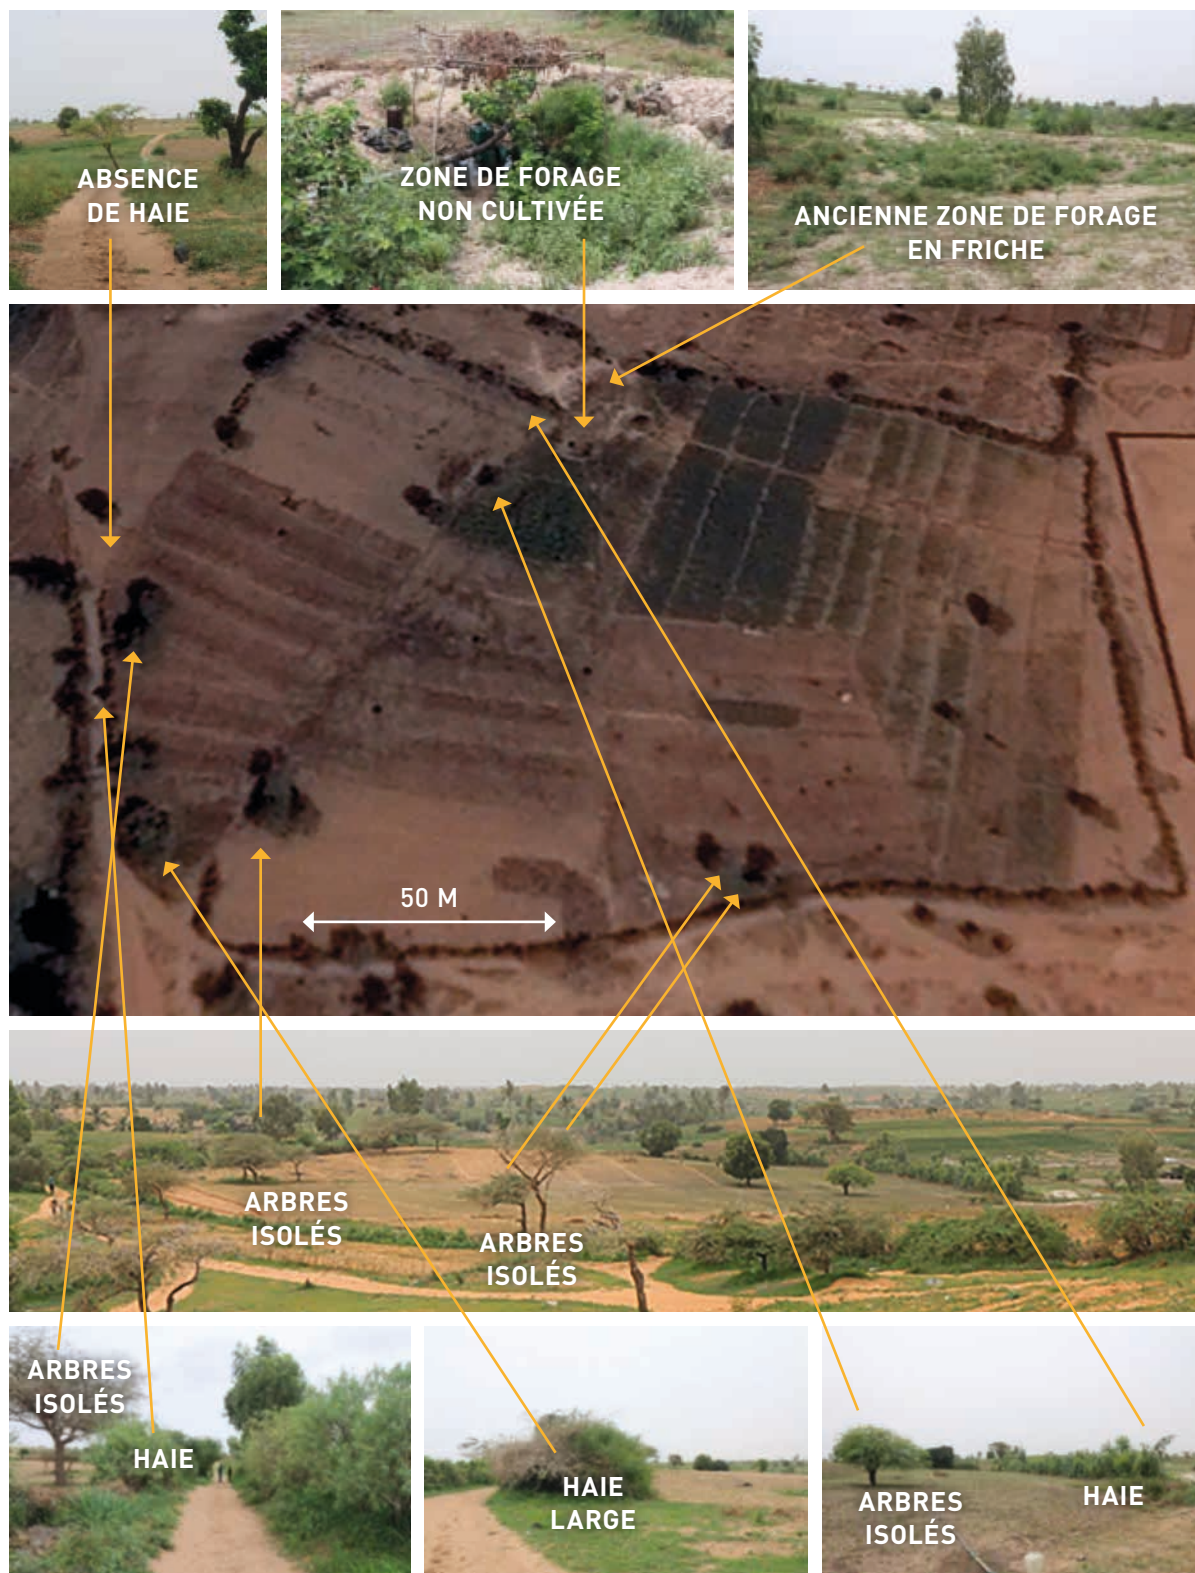 ABSENCE
DE HAIE
ZONE DE FORAGE
NON CULTIVÉE
ANCIENNE ZONE DE FORAGE
EN FRICHE
50 M
ARBRES
ISOLÉS
ARBRES
ISOLÉS
ARBRES
ISOLÉS
HAIE
HAIE
LARGE
ARBRES
ISOLÉS
HAIE